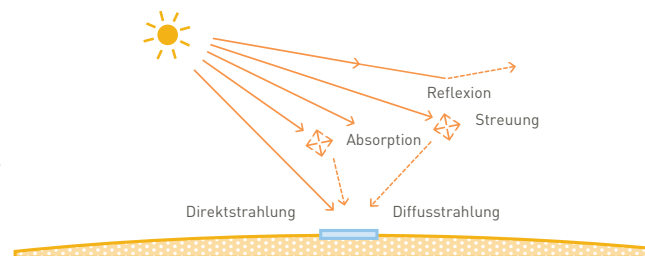 Reflexion
Streuung
Absorption
Direktstrahlung
Diffusstrahlung